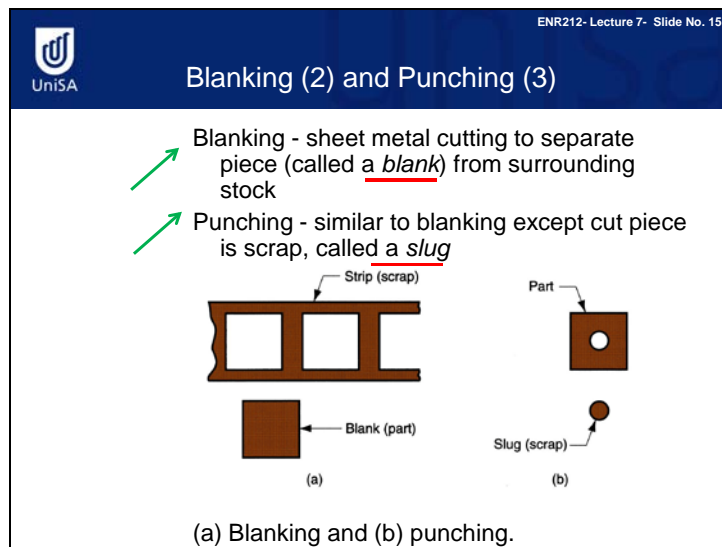 ENR212- Lecture 7- Slide No. 15
UniSA
Blanking (2) and Punching (3)
Blanking - sheet metal cutting to separate
piece (called a blank) from surrounding
stock
Punching - similar to blanking except cut piece
is scrap, called a slug
Strip (scrap)
Part
Blank (part)
Slug (scrap)
(a)
(b)
(a) Blanking and (b) punching.